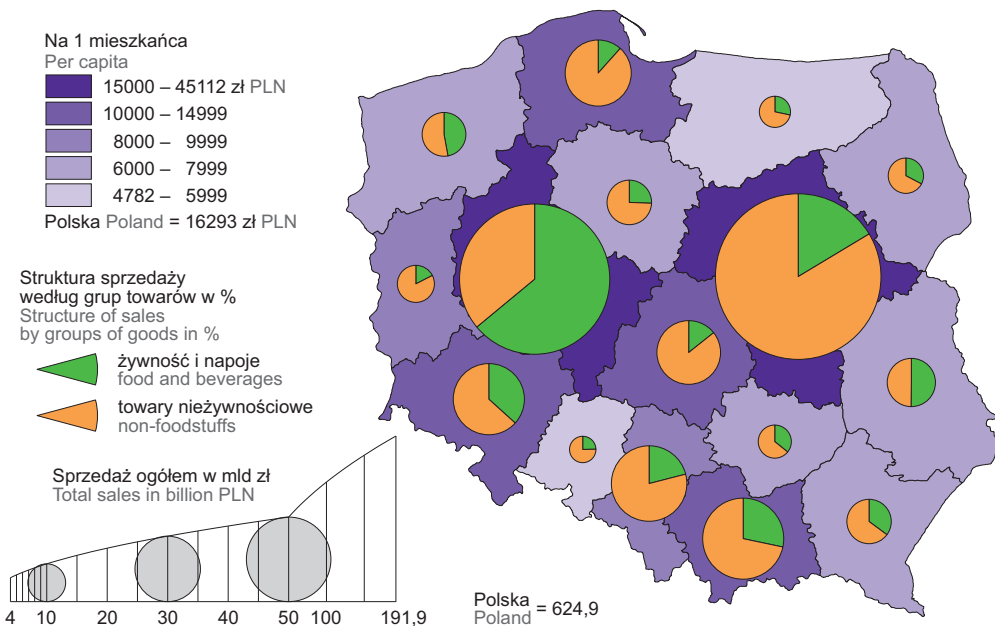 Na 1 mieszkańca
Per capita
15000 – 45112 zł PLN
10000 – 14999
8000 – 9999
6000 – 7999
4782 – 5999
Polska Poland = 16293 zł PLN
Struktura sprzedaży
według grup towarów w %
Structure of sales
by groups of goods in %
żywność i napoje
food and beverages
towary nieżywnościowe
non-foodstuffs
Sprzedaż ogółem w mld zł
Total sales in billion PLN
4 10 20 30 40 50 100 191,9
Polska
Poland = 624,9